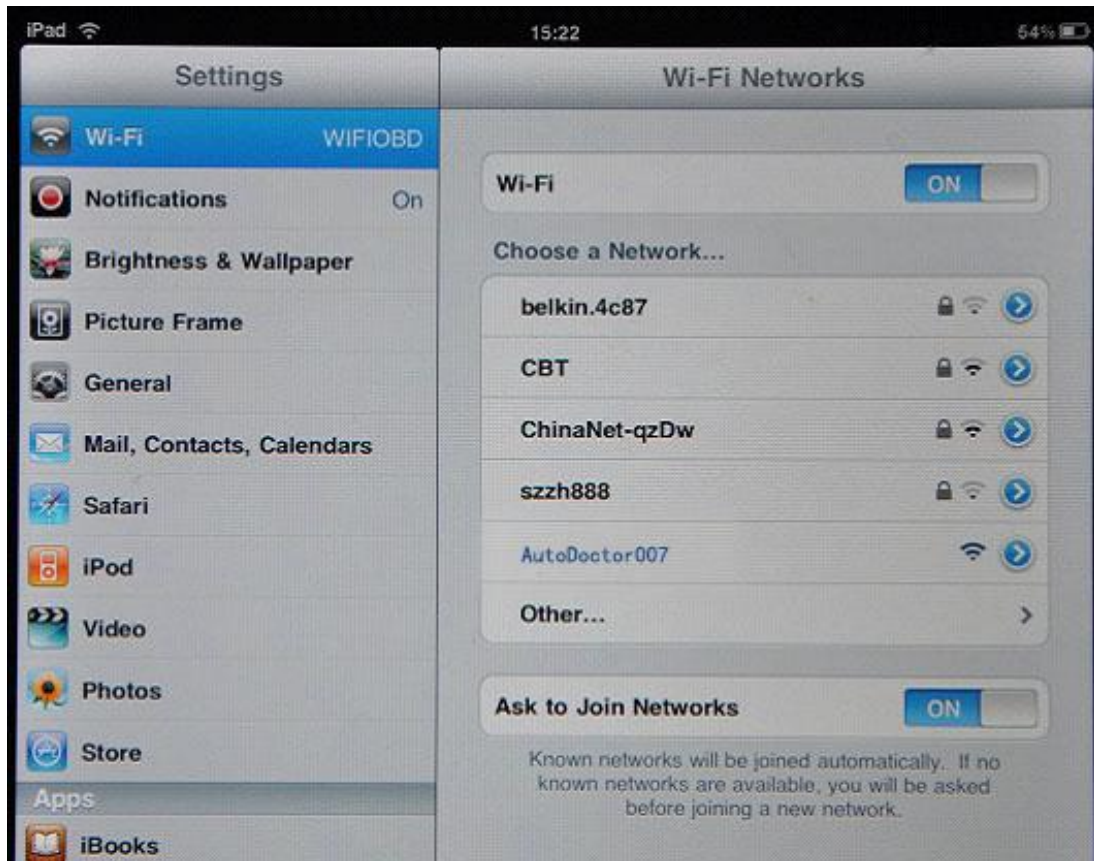 iPad 15:22 54%
Settings
Wi-Fi WIFIOBD
Notifications On
Brightness & Wallpaper
Picture Frame
General
Mail, Contacts, Calendars
Safari
iPod
Video
Photos
Store
Apps
iBooks
Wi-Fi Networks
Wi-Fi ON
Choose a Network...
belkin.4c87
CBT
ChinaNet-qzDw
szzh888
AutoDoctor007
Other...
Ask to Join Networks ON
Known networks will be joined automatically. If no
known networks are available, you will be asked
before joining a new network.